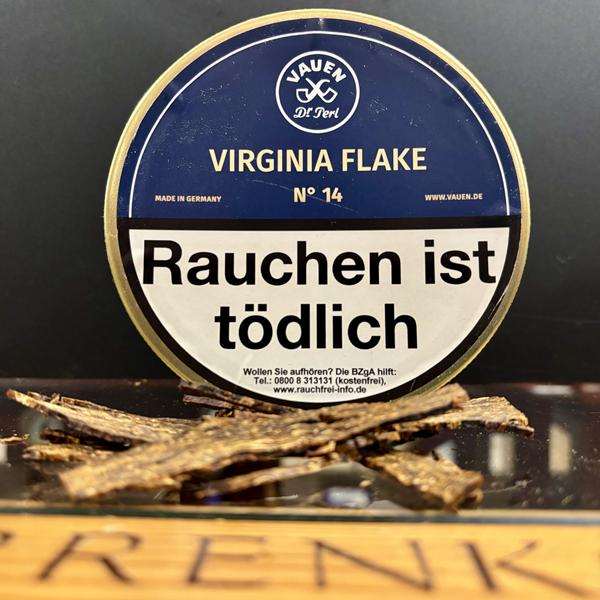 VAUEN
Dr. Perl
VIRGINIA FLAKE
N° 14
MADE IN GERMANY
WWW.VAUEN.DE
Rauchen ist
tödlich
Wollen Sie aufhören? Die BZgA hilft:
Tel.: 0800 8 313131 (kostenfrei),
www.rauchfrei-info.de
PRENK